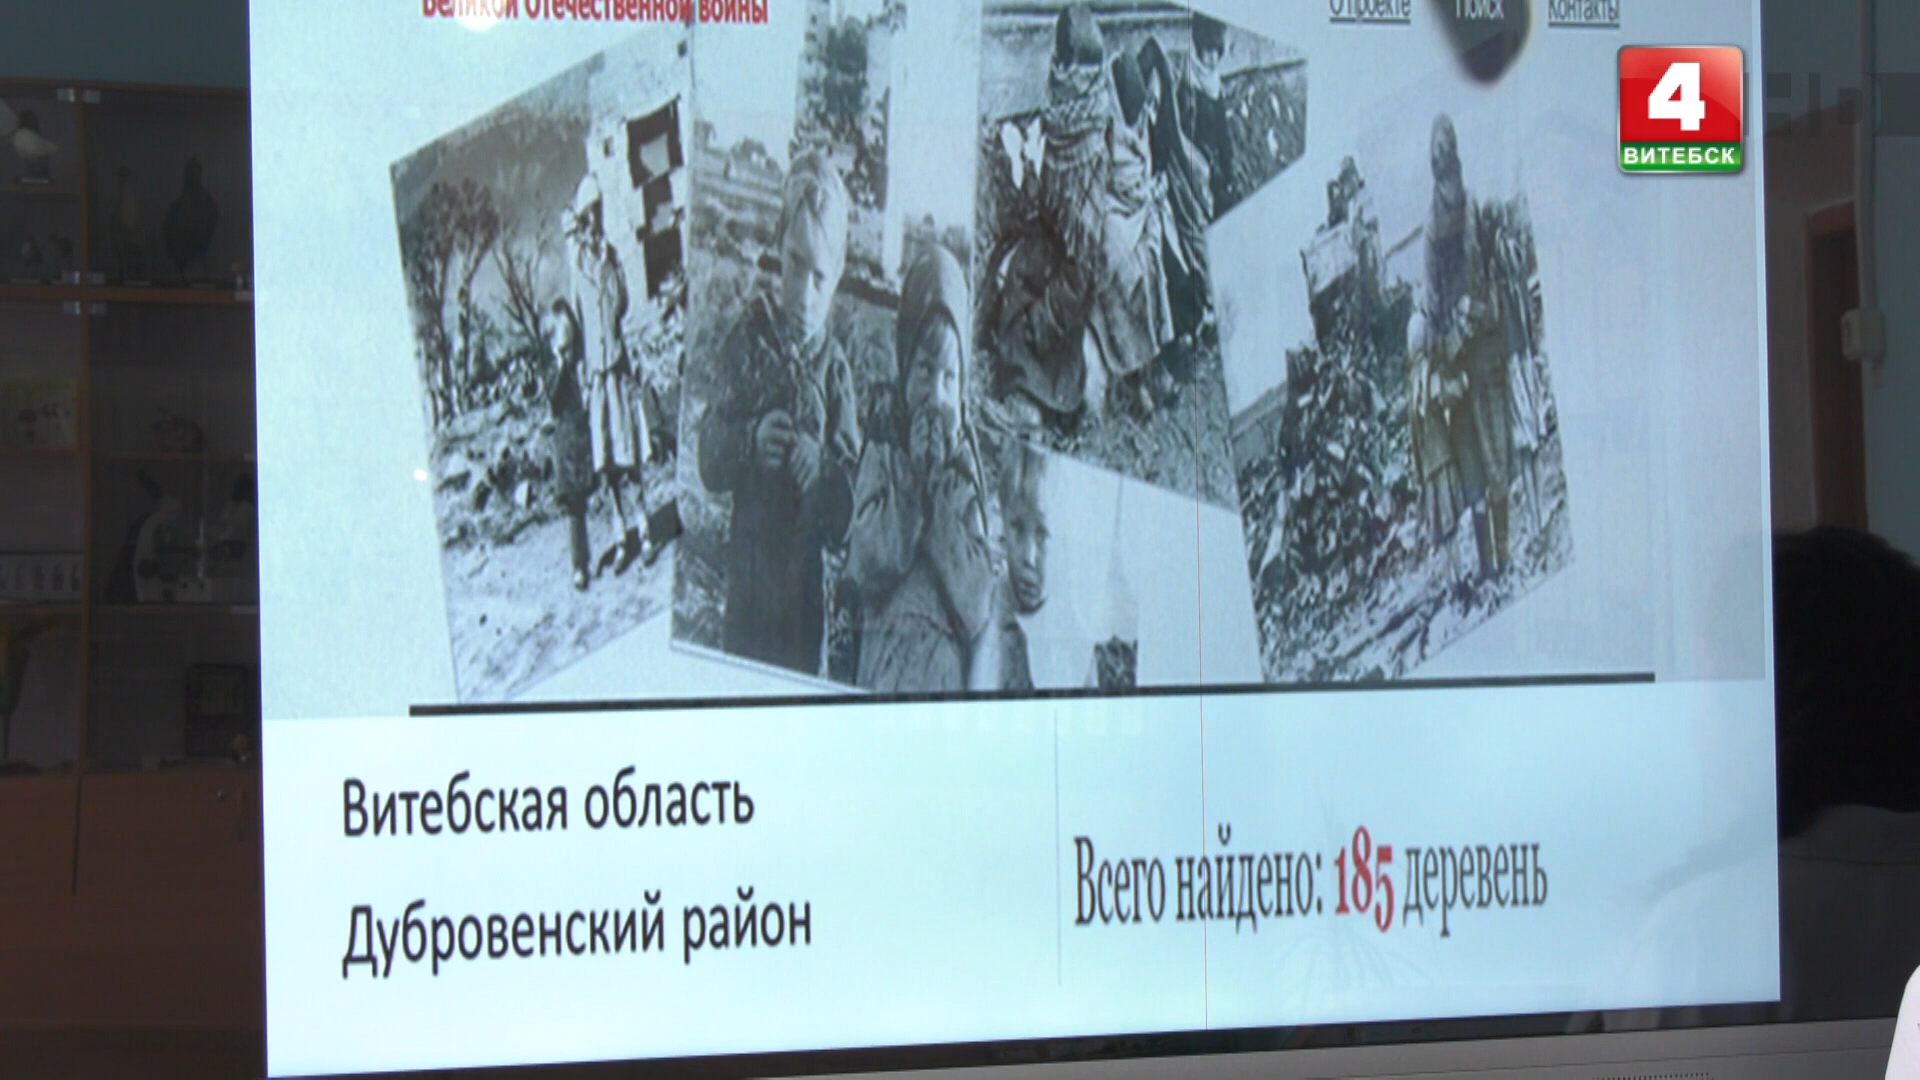 Великой Отечественной войны
О проекте
Поиск
Контакты
4
ВИТЕБСК
Витебская область
Дубровенский район
Всего найдено: 185 деревень